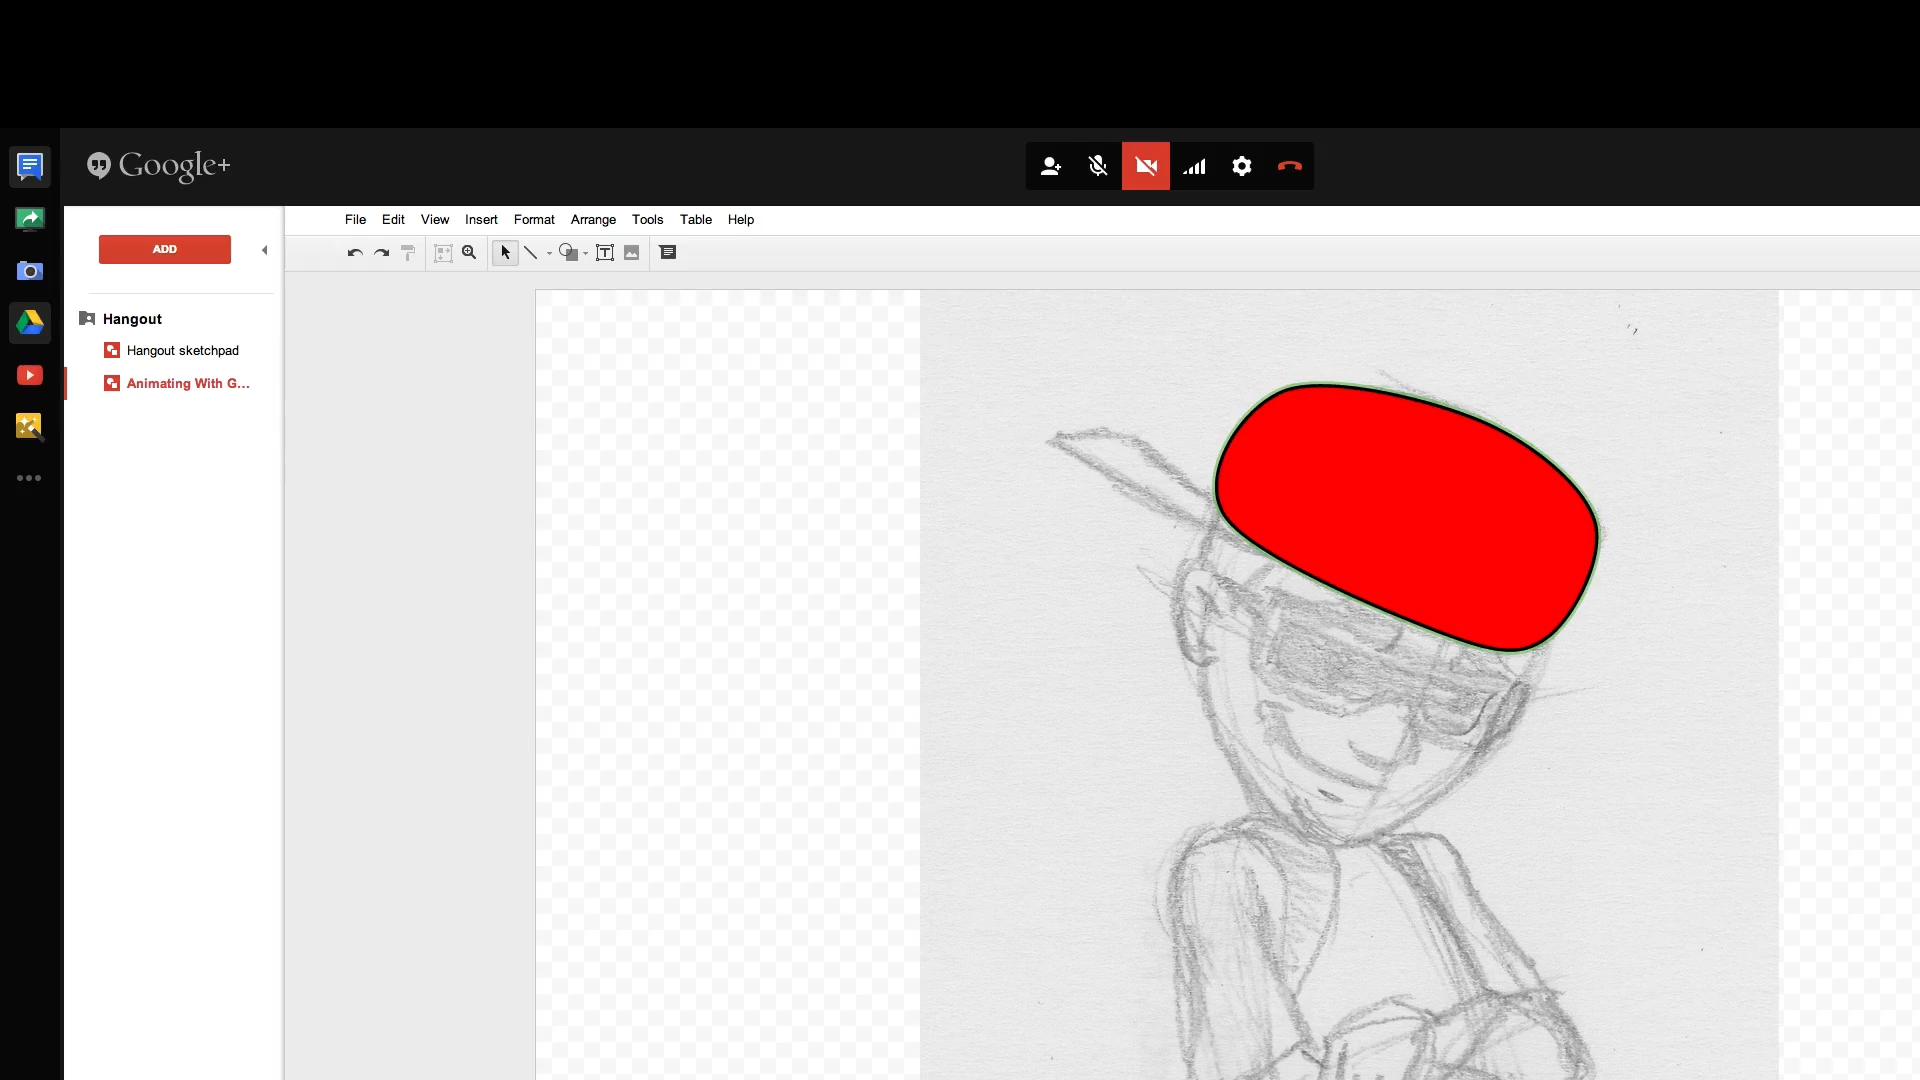 Google+
File Edit View Insert Format Arrange Tools Table Help
ADD
Hangout
Hangout sketchpad
Animating With G...